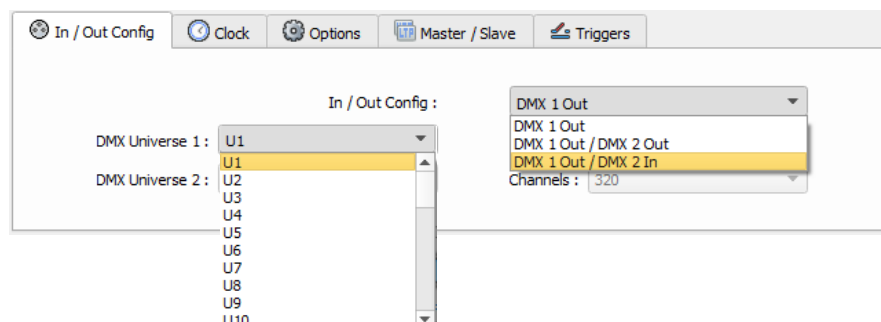 In / Out Config Clock Options LTP Master / Slave Triggers
In / Out Config : DMX 1 Out
DMX 1 Out
DMX 1 Out / DMX 2 Out
DMX 1 Out / DMX 2 In
DMX Universe 1 : U1
DMX Universe 2 :
Channels : 320
U1
U2
U3
U4
U5
U6
U7
U8
U9
U10